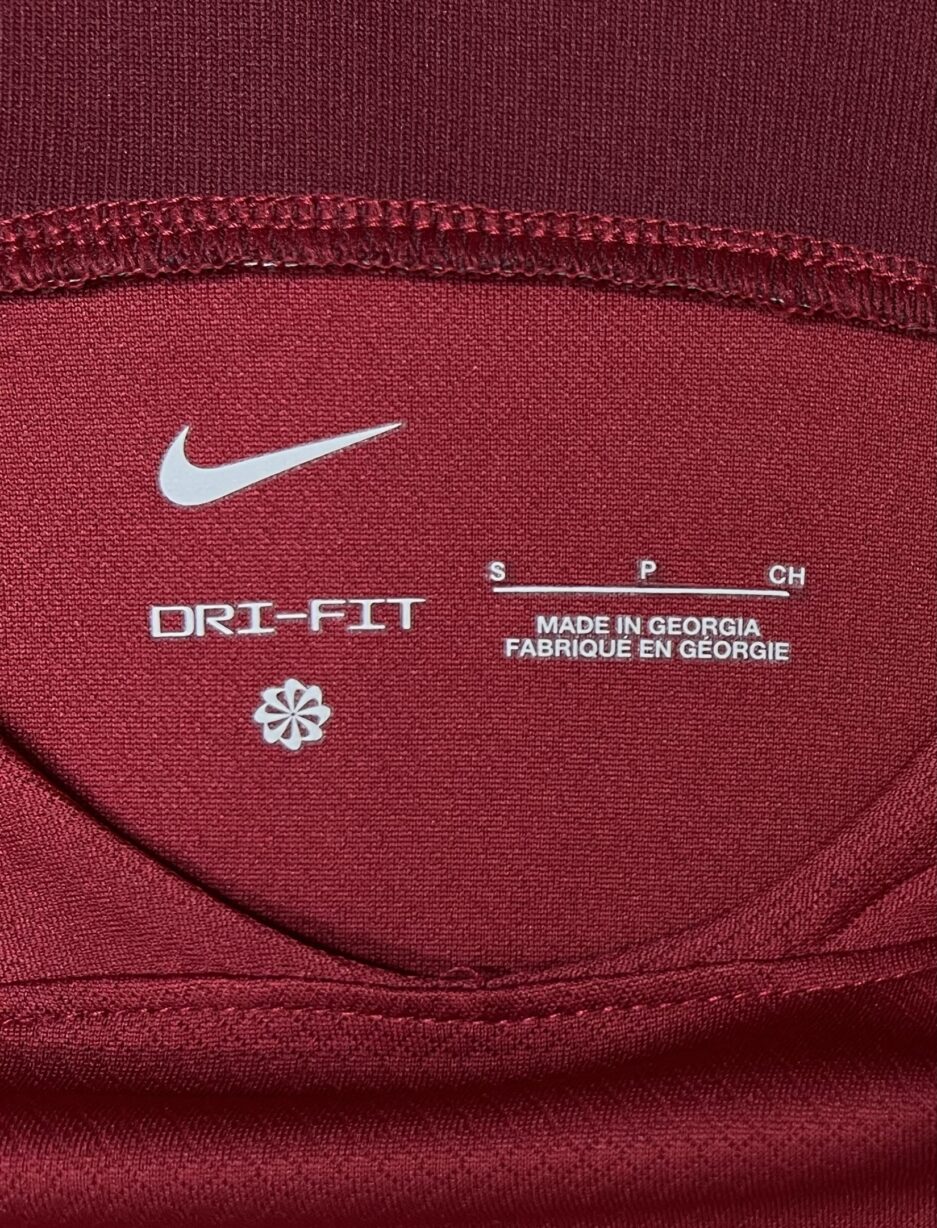 DRI-FIT
S P CH
MADE IN GEORGIA
FABRIQUÉ EN GÉORGIE